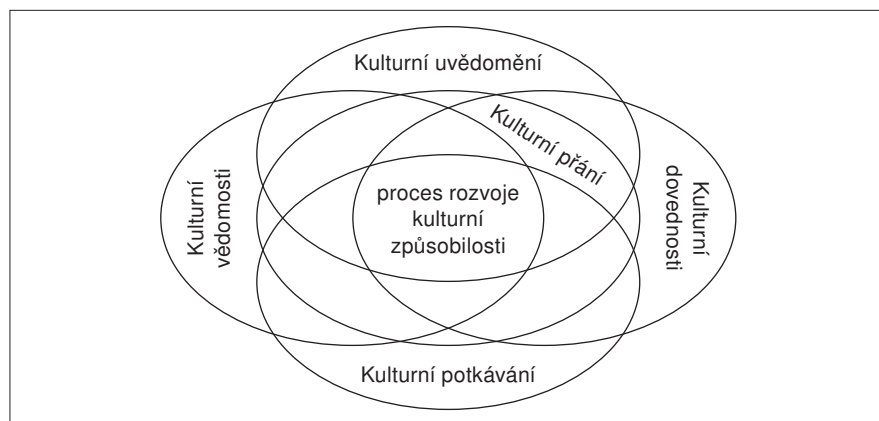 Kulturní uvědomění
Kulturní přání
Kulturní
vědomosti
proces rozvoje
kulturní
způsobilosti
Kulturní
dovednosti
Kulturní potkávání